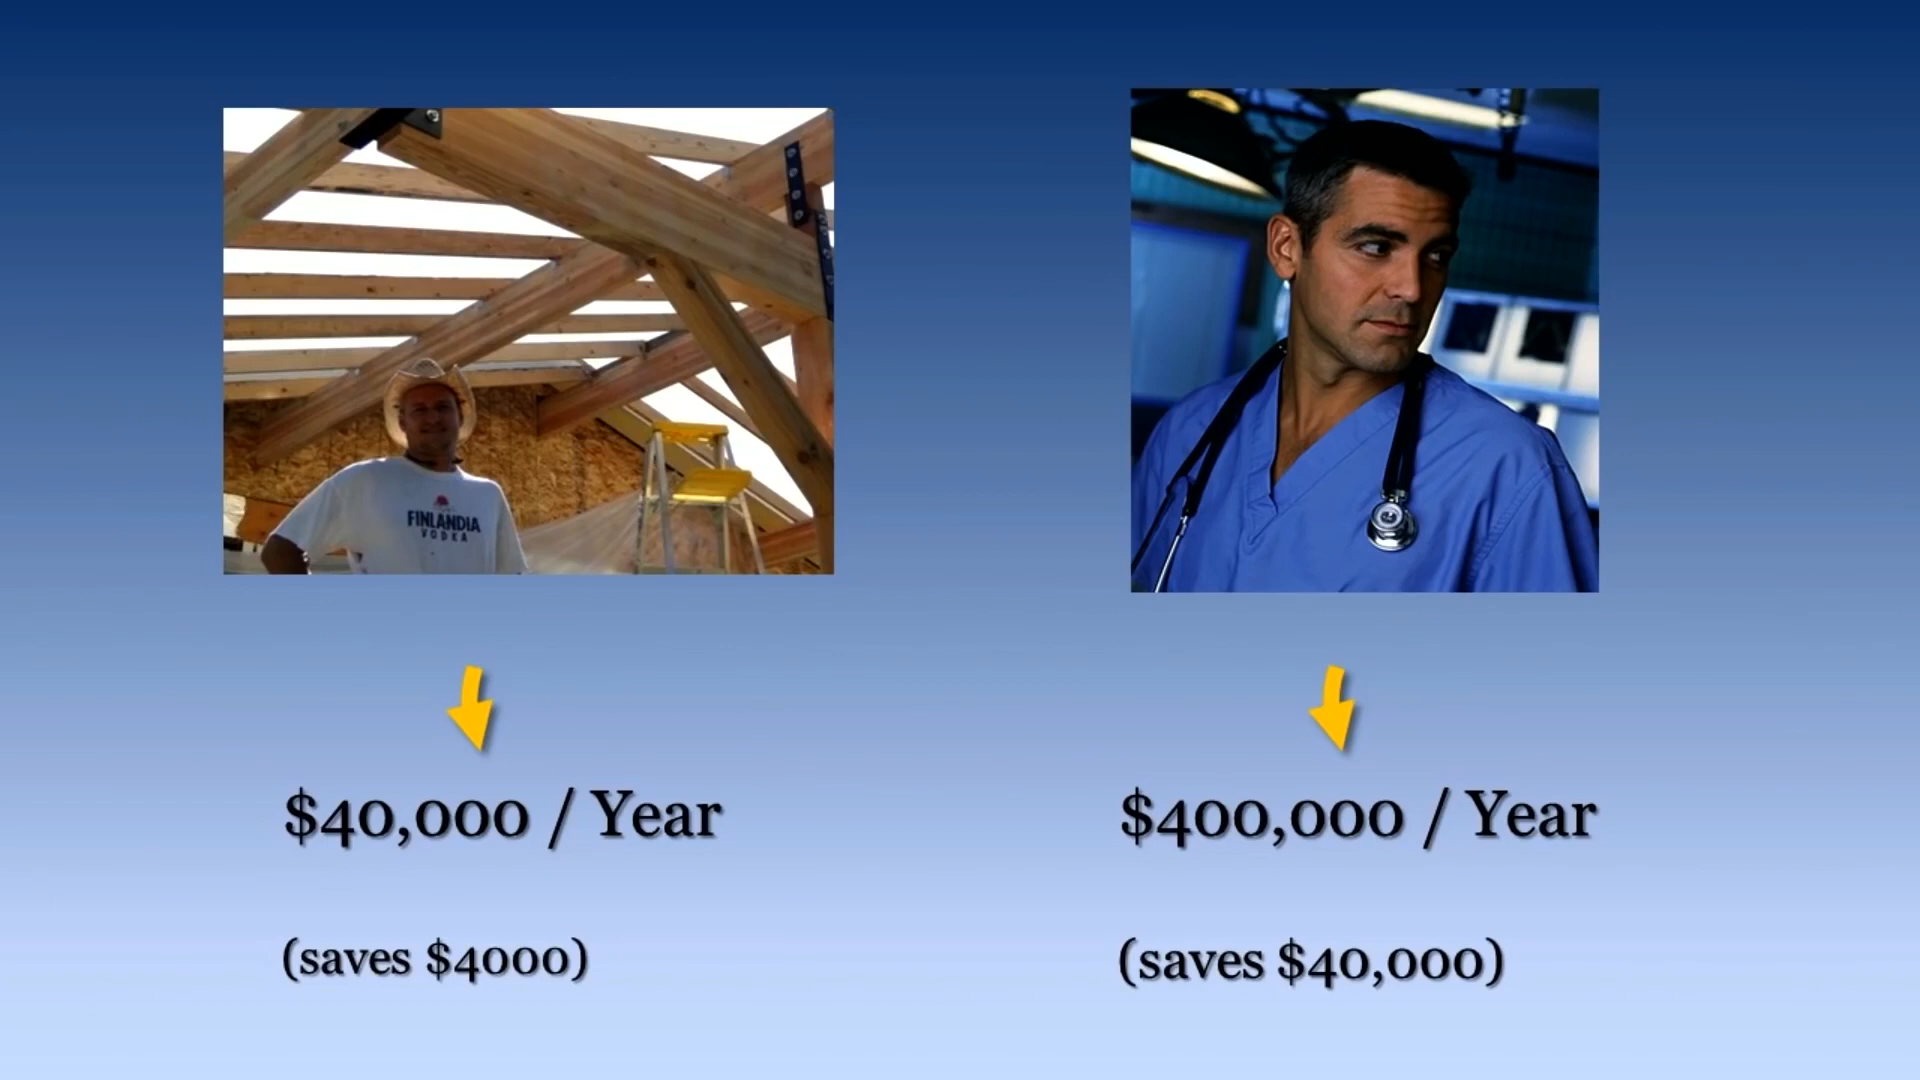 FINLANDIA
VODKA
$40,000 / Year
$400,000 / Year
(saves $4000)
(saves $40,000)